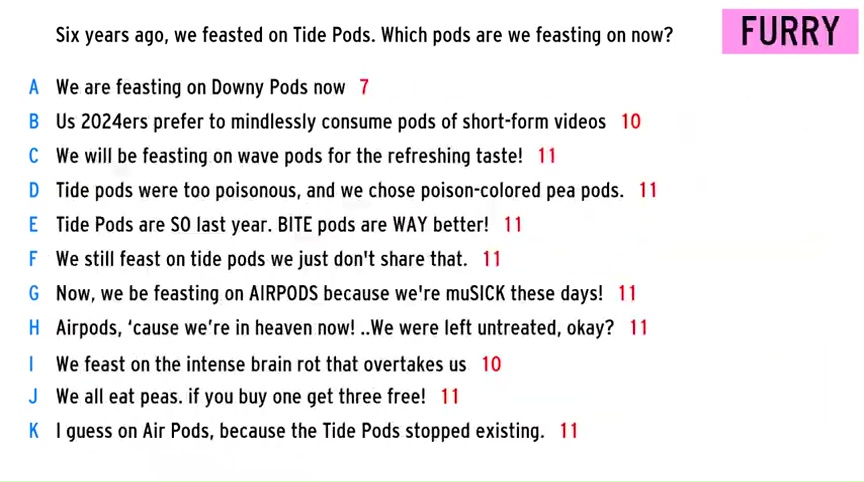 Six years ago, we feasted on Tide Pods. Which pods are we feasting on now?
FURRY
A We are feasting on Downy Pods now 7
B Us 2024ers prefer to mindlessly consume pods of short-form videos 10
C We will be feasting on wave pods for the refreshing taste! 11
D Tide pods were too poisonous, and we chose poison-colored pea pods. 11
E Tide Pods are SO last year. BITE pods are WAY better! 11
F We still feast on tide pods we just don't share that. 11
G Now, we be feasting on AIRPODS because we're muSICK these days! 11
H Airpods, ‘cause we’re in heaven now! ..We were left untreated, okay? 11
I We feast on the intense brain rot that overtakes us 10
J We all eat peas. if you buy one get three free! 11
K I guess on Air Pods, because the Tide Pods stopped existing. 11